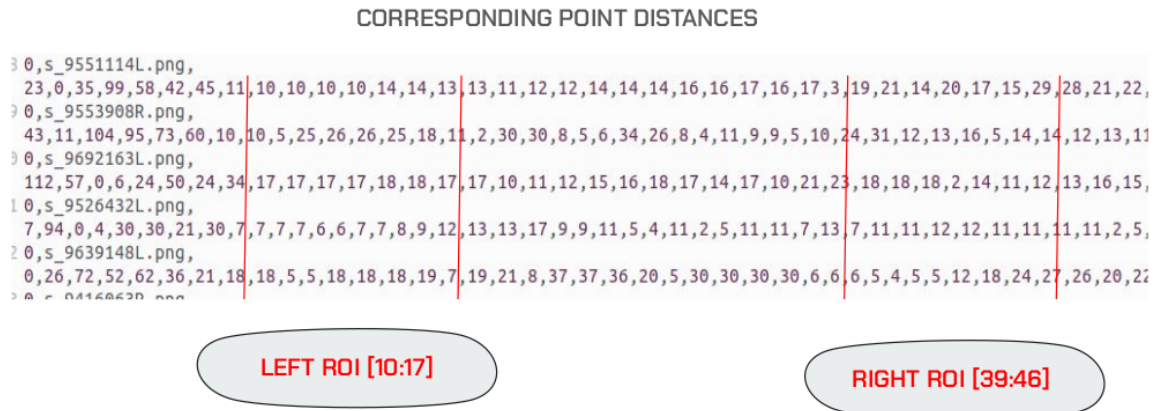 CORRESPONDING POINT DISTANCES
8 0,s_9551114L.png,
23,0,35,99,58,42,45,11,10,10,10,10,14,14,13,13,11,12,12,14,14,14,16,16,17,16,17,3,19,21,14,20,17,15,29,28,21,22,
9 0,s_9553908R.png,
43,11,104,95,73,60,10,10,5,25,26,26,25,18,11,2,30,30,8,5,6,34,26,8,4,11,9,9,5,10,24,31,12,13,16,5,14,14,12,13,11
0 0,s_9692163L.png,
112,57,0,6,24,50,24,34,17,17,17,17,18,18,17,17,10,11,12,15,16,18,17,14,17,10,21,23,18,18,18,2,14,11,12,13,16,15,
1 0,s_9526432L.png,
7,94,0,4,30,30,21,30,7,7,7,7,6,6,7,7,8,9,12,13,13,17,9,9,11,5,4,11,2,5,11,11,7,13,7,11,11,12,12,11,11,11,11,2,5,
2 0,s_9639148L.png,
0,26,72,52,62,36,21,18,18,5,5,18,18,18,19,7,19,21,8,37,37,36,20,5,30,30,30,30,6,6,6,5,4,5,5,12,18,24,27,26,20,22
LEFT ROI [10:17]
RIGHT ROI [39:46]